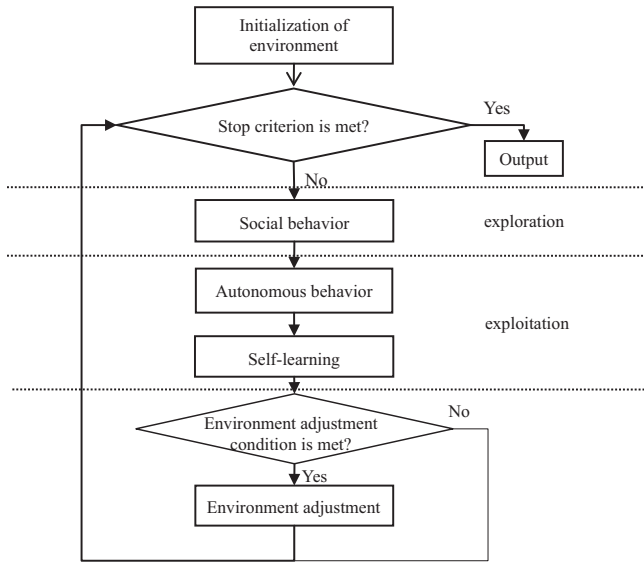 Initialization of
environment
Stop criterion is met?
Yes
Output
No
Social behavior
exploration
Autonomous behavior
exploitation
Self-learning
No
Environment adjustment
condition is met?
Yes
Environment adjustment